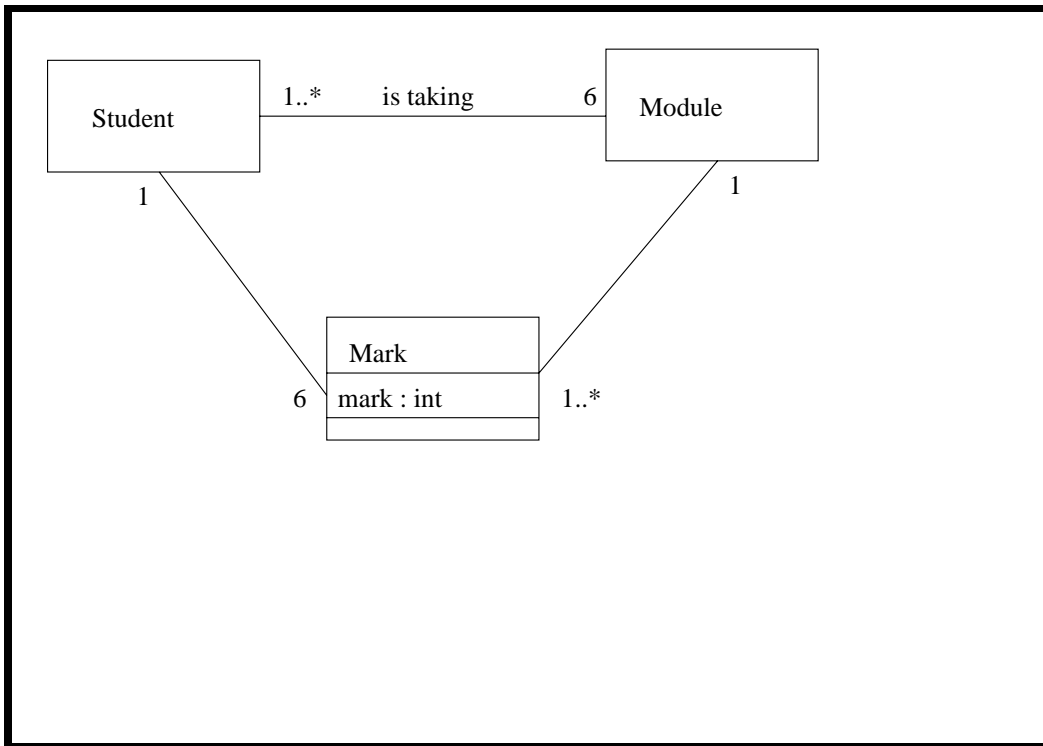 1..* is taking 6
Student
Module
1
1
Mark
6 mark : int 1..*